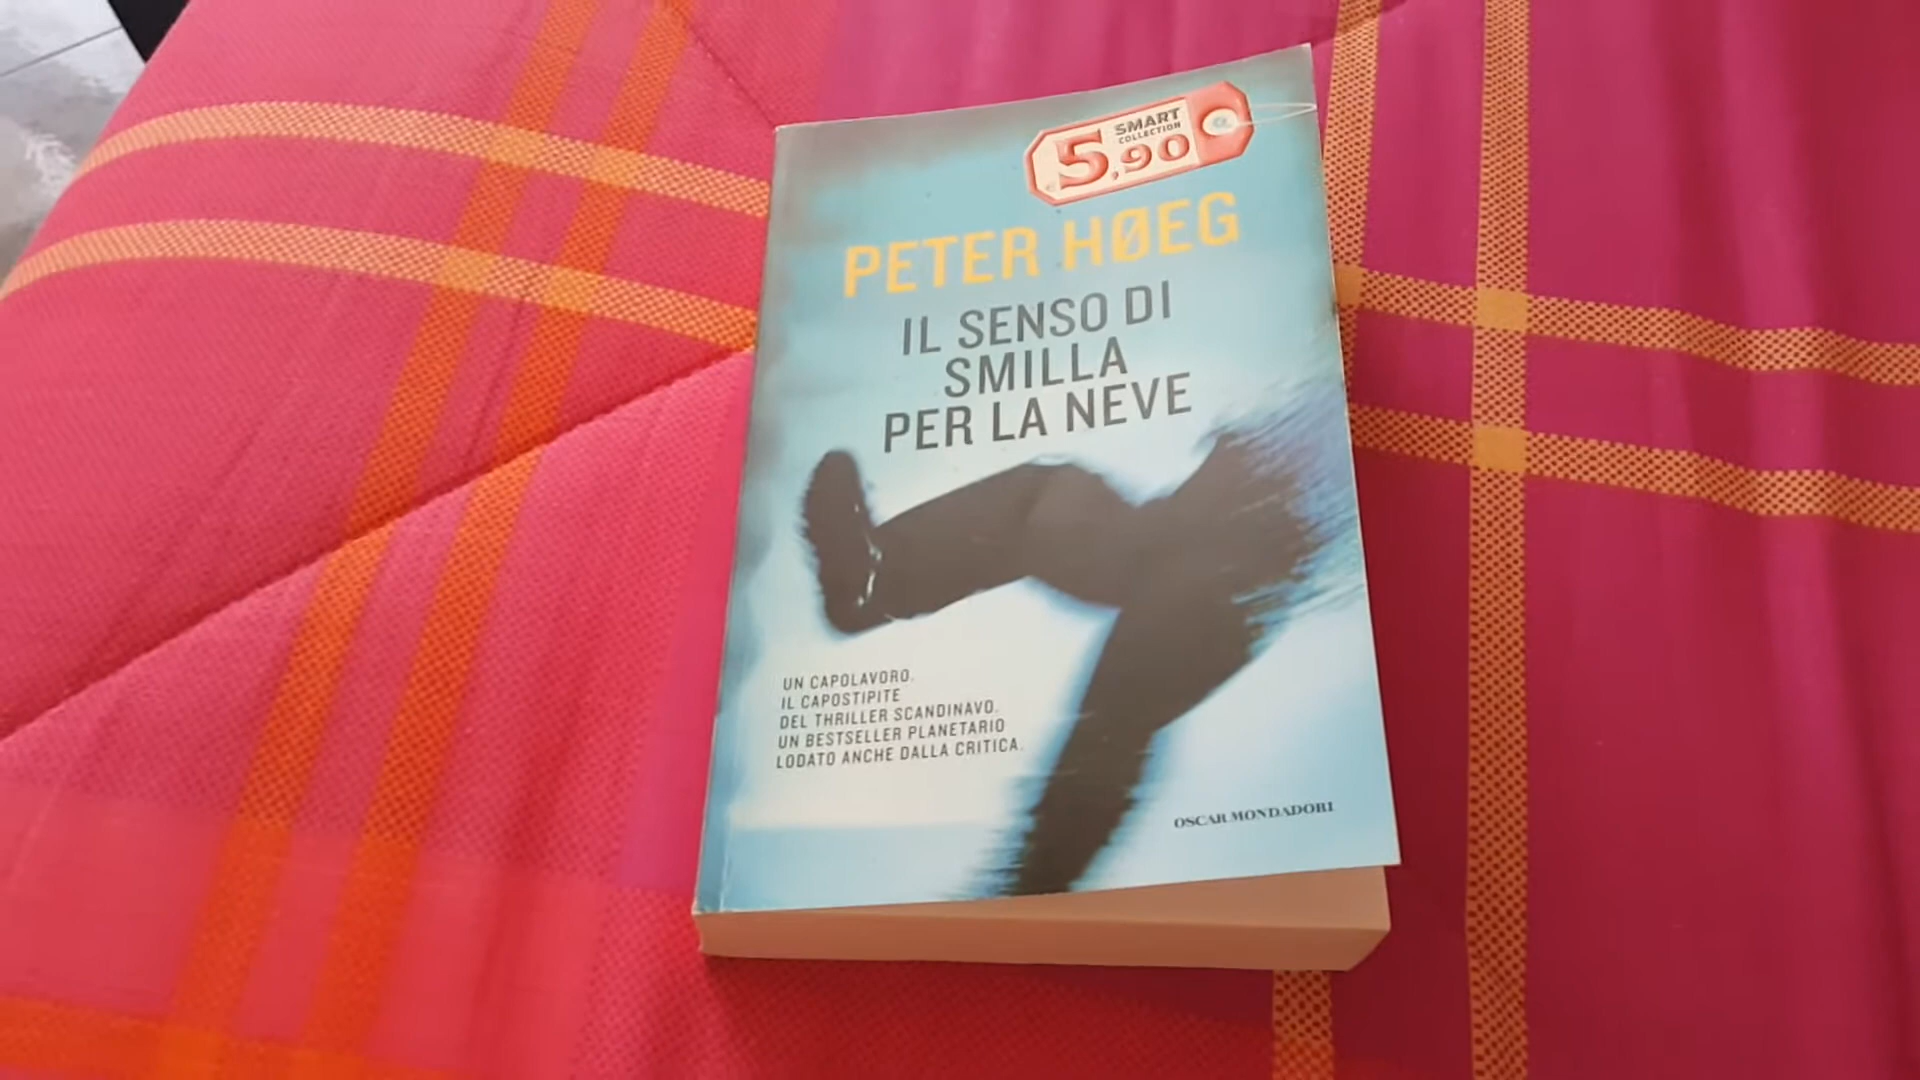 SMART
COLLECTION
€ 5,90
PETER HØEG
IL SENSO DI
SMILLA
PER LA NEVE
UN CAPOLAVORO.
IL CAPOSTIPITE
DEL THRILLER SCANDINAVO.
UN BESTSELLER PLANETARIO
LODATO ANCHE DALLA CRITICA.
OSCAR MONDADORI